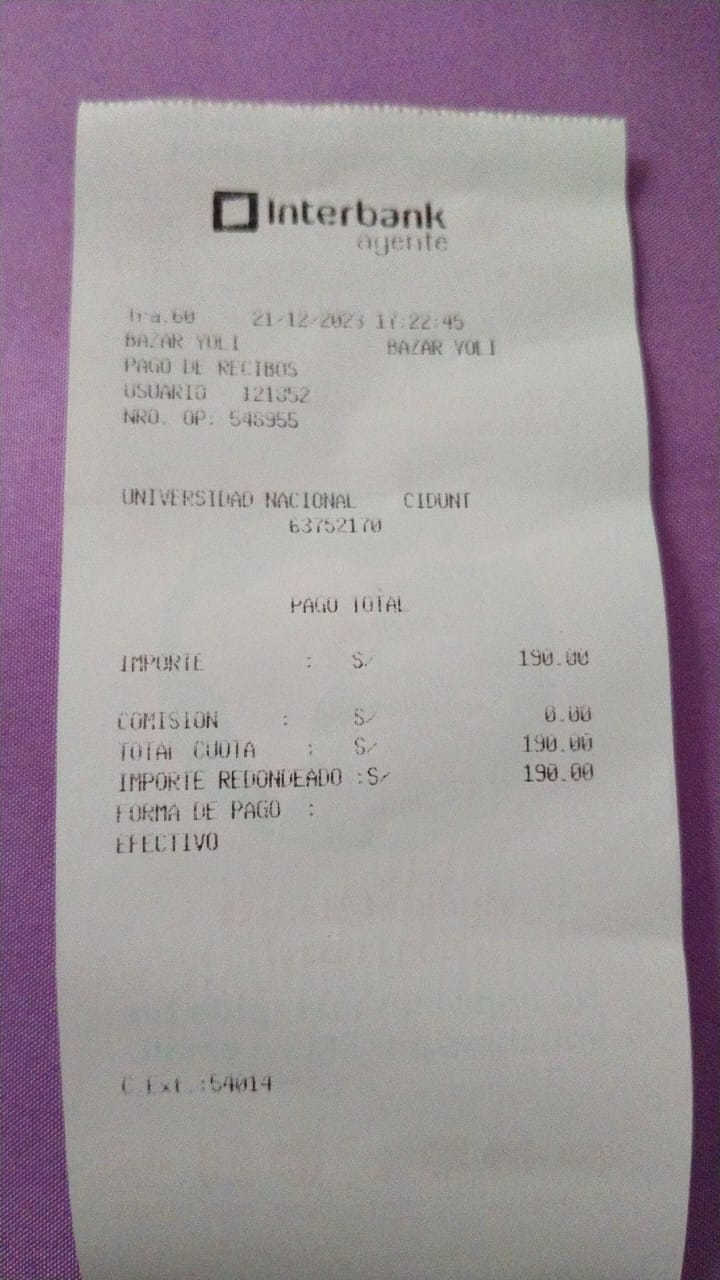 Interbank
agente
Tra.60 21/12/2023 17:22:45
BAZAR YOLI BAZAR YOLI
PAGO DE RECIBOS
USUARIO 121352
NRO. OP: 548955
UNIVERSIDAD NACIONAL CIDUNT
63752170
PAGO TOTAL
IMPORTE : S/ 190.00
COMISION : S/ 0.00
TOTAL CUOTA : S/ 190.00
IMPORTE REDONDEADO :S/ 190.00
FORMA DE PAGO :
EFECTIVO
C Ext.:54014